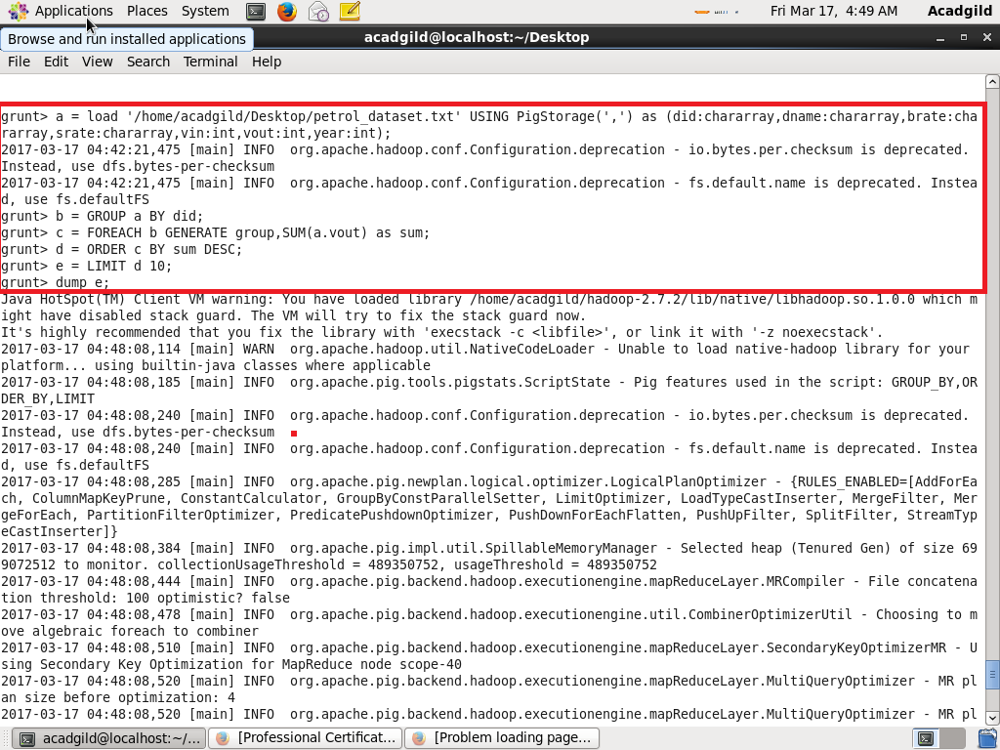 Applications Places System Fri Mar 17, 4:49 AM Acadgild
Browse and run installed applications
acadgild@localhost:~/Desktop
File Edit View Search Terminal Help
grunt> a = load '/home/acadgild/Desktop/petrol_dataset.txt' USING PigStorage(',') as (did:chararray,dname:chararray,brate:cha
rarray,srate:chararray,vin:int,vout:int,year:int);
2017-03-17 04:42:21,475 [main] INFO  org.apache.hadoop.conf.Configuration.deprecation - io.bytes.per.checksum is deprecated.
Instead, use dfs.bytes-per-checksum
2017-03-17 04:42:21,475 [main] INFO  org.apache.hadoop.conf.Configuration.deprecation - fs.default.name is deprecated. Instea
d, use fs.defaultFS
grunt> b = GROUP a BY did;
grunt> c = FOREACH b GENERATE group,SUM(a.vout) as sum;
grunt> d = ORDER c BY sum DESC;
grunt> e = LIMIT d 10;
grunt> dump e;
Java HotSpot(TM) Client VM warning: You have loaded library /home/acadgild/hadoop-2.7.2/lib/native/libhadoop.so.1.0.0 which m
ight have disabled stack guard. The VM will try to fix the stack guard now.
It's highly recommended that you fix the library with 'execstack -c <libfile>', or link it with '-z noexecstack'.
2017-03-17 04:48:08,114 [main] WARN  org.apache.hadoop.util.NativeCodeLoader - Unable to load native-hadoop library for your
platform... using builtin-java classes where applicable
2017-03-17 04:48:08,185 [main] INFO  org.apache.pig.tools.pigstats.ScriptState - Pig features used in the script: GROUP_BY,OR
DER_BY,LIMIT
2017-03-17 04:48:08,240 [main] INFO  org.apache.hadoop.conf.Configuration.deprecation - io.bytes.per.checksum is deprecated.
Instead, use dfs.bytes-per-checksum
2017-03-17 04:48:08,240 [main] INFO  org.apache.hadoop.conf.Configuration.deprecation - fs.default.name is deprecated. Instea
d, use fs.defaultFS
2017-03-17 04:48:08,285 [main] INFO  org.apache.pig.newplan.logical.optimizer.LogicalPlanOptimizer - {RULES_ENABLED=[AddForEa
ch, ColumnMapKeyPrune, ConstantCalculator, GroupByConstParallelSetter, LimitOptimizer, LoadTypeCastInserter, MergeFilter, Mer
geForEach, PartitionFilterOptimizer, PredicatePushdownOptimizer, PushDownForEachFlatten, PushUpFilter, SplitFilter, StreamTyp
eCastInserter]}
2017-03-17 04:48:08,384 [main] INFO  org.apache.pig.impl.util.SpillableMemoryManager - Selected heap (Tenured Gen) of size 69
9072512 to monitor. collectionUsageThreshold = 489350752, usageThreshold = 489350752
2017-03-17 04:48:08,444 [main] INFO  org.apache.pig.backend.hadoop.executionengine.mapReduceLayer.MRCompiler - File concatena
tion threshold: 100 optimistic? false
2017-03-17 04:48:08,478 [main] INFO  org.apache.pig.backend.hadoop.executionengine.util.CombinerOptimizerUtil - Choosing to m
ove algebraic foreach to combiner
2017-03-17 04:48:08,510 [main] INFO  org.apache.pig.backend.hadoop.executionengine.mapReduceLayer.SecondaryKeyOptimizerMR - U
sing Secondary Key Optimization for MapReduce node scope-40
2017-03-17 04:48:08,520 [main] INFO  org.apache.pig.backend.hadoop.executionengine.mapReduceLayer.MultiQueryOptimizer - MR pl
an size before optimization: 4
2017-03-17 04:48:08,520 [main] INFO  org.apache.pig.backend.hadoop.executionengine.mapReduceLayer.MultiQueryOptimizer - MR pl
acadgild@localhost:~/... [Professional Certificat... [Problem loading page...